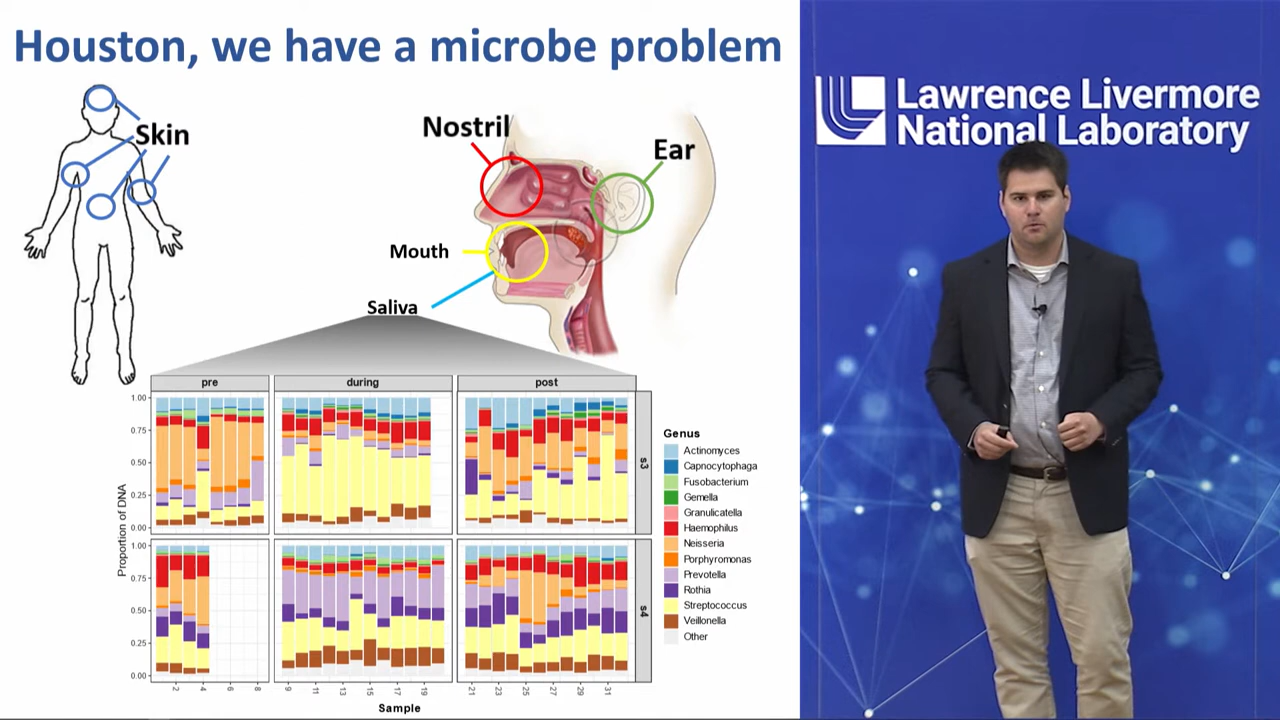 Houston, we have a microbe problem
Skin
Nostril
Ear
Mouth
Saliva
pre
during
post
1.00
0.75
0.50
0.25
0.00
s3
1.00
0.75
0.50
0.25
0.00
s4
Proportion of DNA
2
4
6
8
9
11
13
15
17
19
21
23
25
27
29
31
Sample
Genus
Actinomyces
Capnocytophaga
Fusobacterium
Gemella
Granulicatella
Haemophilus
Neisseria
Porphyromonas
Prevotella
Rothia
Streptococcus
Veillonella
Other
Lawrence Livermore
National Laboratory